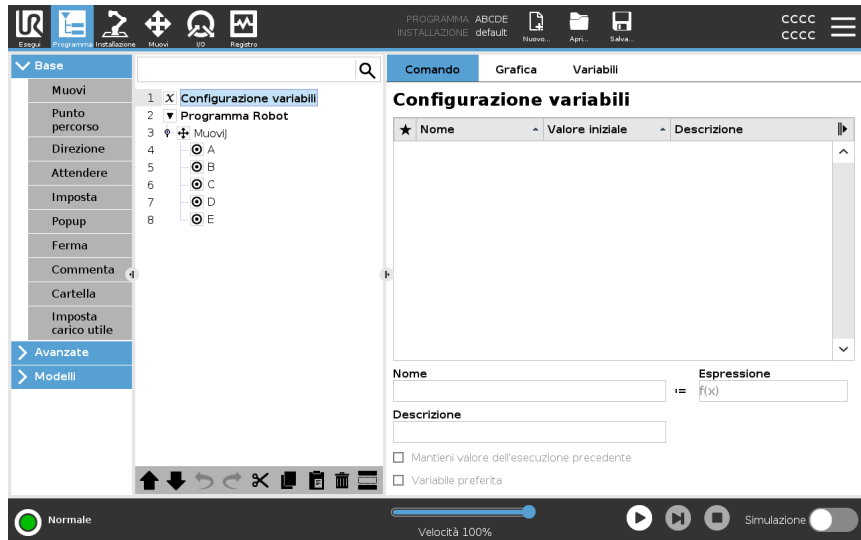 UR
PROGRAMMA ABCDE
INSTALLAZIONE default
Esegui Programma Installazione Muovi I/O Registro
Nuovo... Apri... Salva...
CCCC
CCCC
Base
Muovi
Punto
percorso
Direzione
Attendere
Imposta
Popup
Ferma
Commenta
Cartella
Imposta
carico utile
Avanzate
Modelli
1 X Configurazione variabili
2 Programma Robot
3 MuoviJ
4 A
5 B
6 C
7 D
8 E
Comando Grafica Variabili
Configurazione variabili
Nome Valore iniziale Descrizione
Nome Espressione
:= f(x)
Descrizione
Mantieni valore dell'esecuzione precedente
Variabile preferita
Normale
Velocità 100%
Simulazione